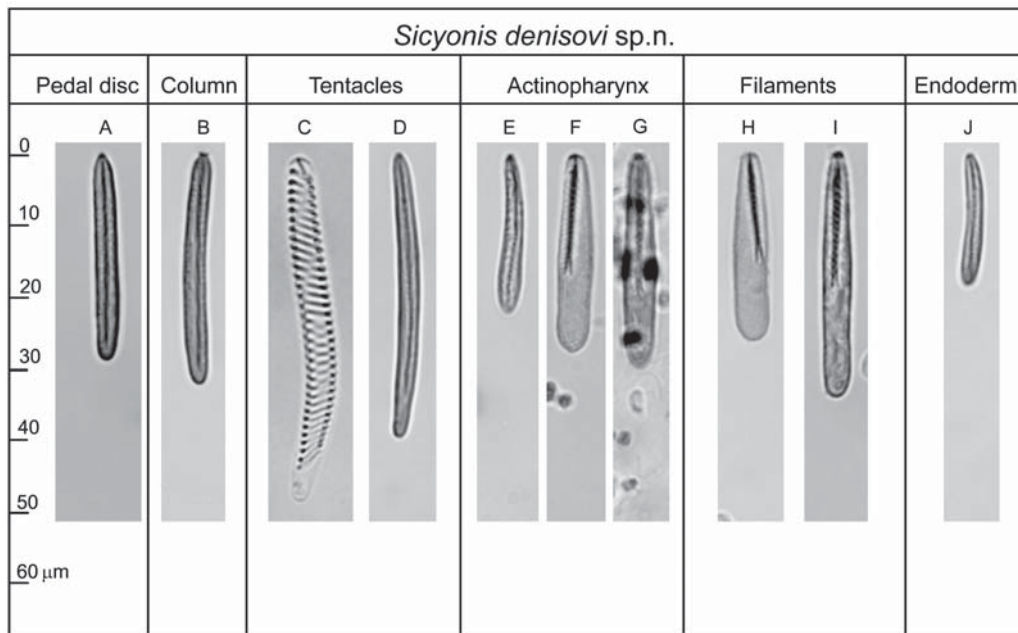 Sicyonis denisovi sp.n.
Pedal disc Column Tentacles Actinopharynx Filaments Endoderm
A B C D E F G H I J
0
10
20
30
40
50
60 μm